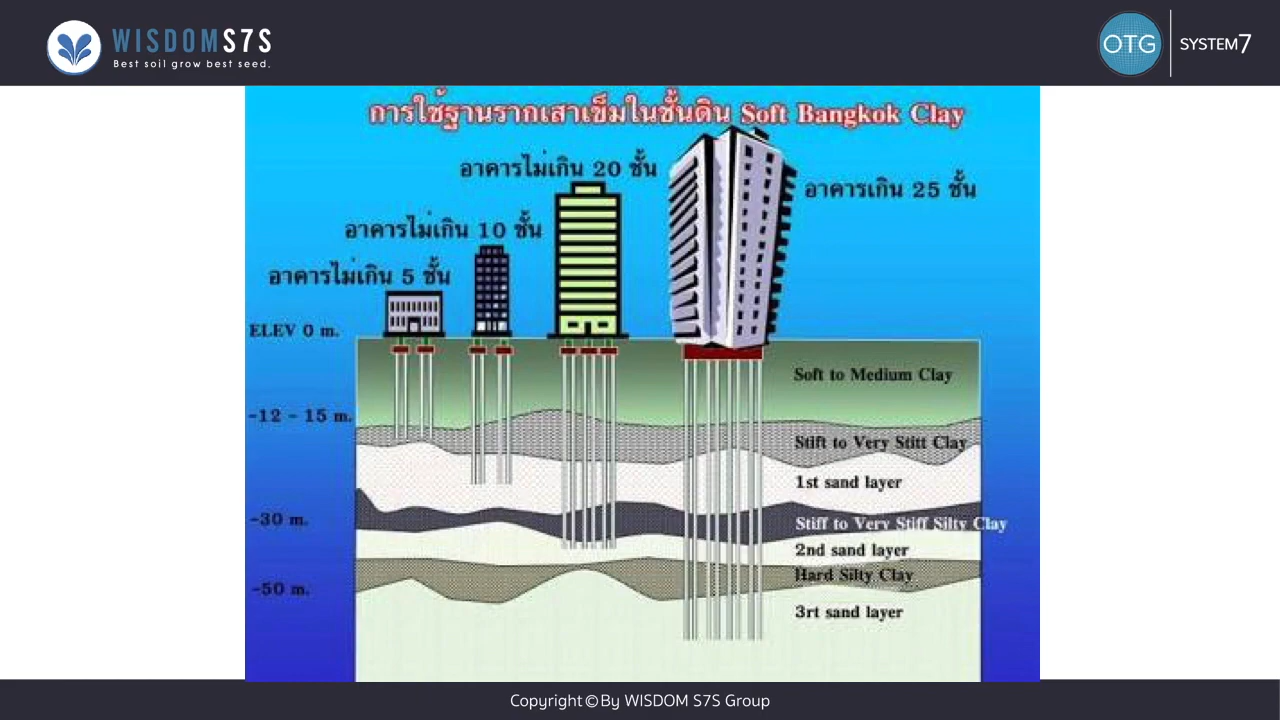 WISDOMS7S
Best soil grow best seed.
OTG
SYSTEM7
การใช้ฐานรากเสาเข็มในชั้นดิน Soft Bangkok Clay
อาคารไม่เกิน 20 ชั้น
อาคารเกิน 25 ชั้น
อาคารไม่เกิน 10 ชั้น
อาคารไม่เกิน 5 ชั้น
ELEV 0 m.
Soft to Medium Clay
-12 - 15 m.
Stift to Very Stitt Clay
1st sand layer
-30 m.
Stiff to Very Stiff Silty Clay
2nd sand layer
Hard Silty Clay
-50 m.
3rt sand layer
Copyright © By WISDOM S7S Group